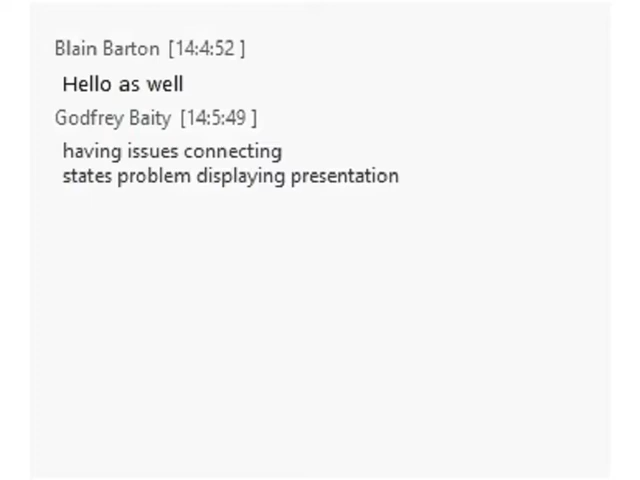 Blain Barton [14:4:52 ]
Hello as well
Godfrey Baity [14:5:49 ]
having issues connecting
states problem displaying presentation